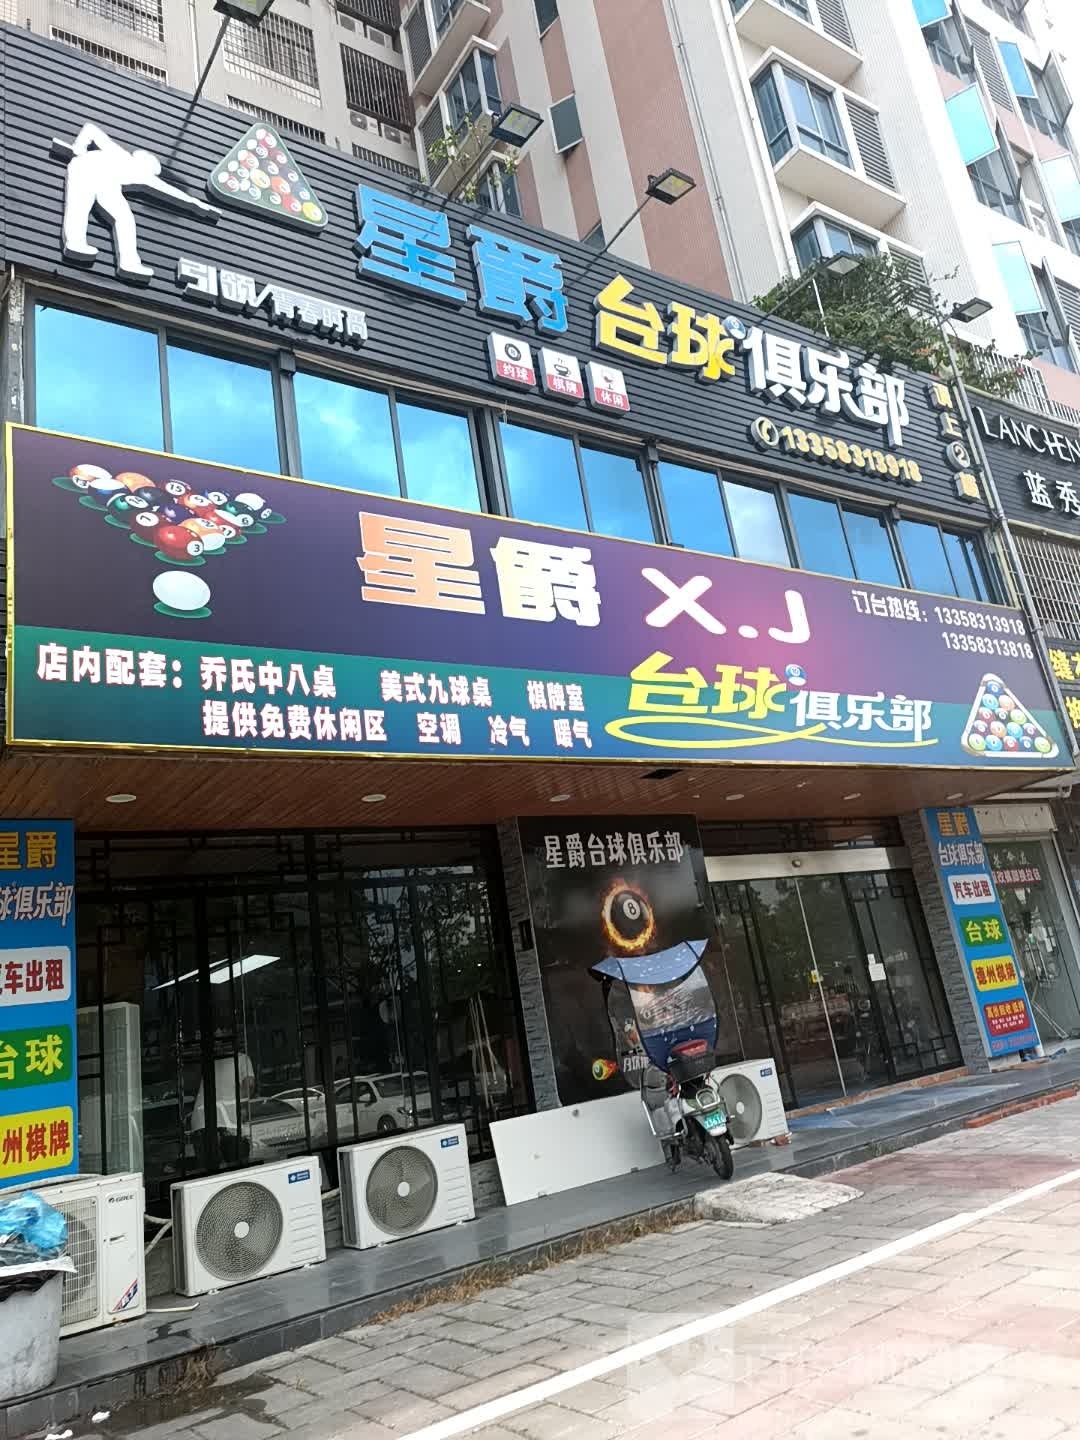 引领/青春时尚
星爵
台球俱乐部
约球
棋牌
休闲
13358313918
LANCHEN
蓝秀
星爵 X.J
台球俱乐部
订台热线：13358313918
13358313818
店内配套：乔氏中八桌 美式九球桌 棋牌室
提供免费休闲区 空调 冷气 暖气
星爵
球俱乐部
汽车出租
台球
州棋牌
星爵台球俱乐部
8
星爵
台球俱乐部
汽车出租
台球
德州棋牌
GREE